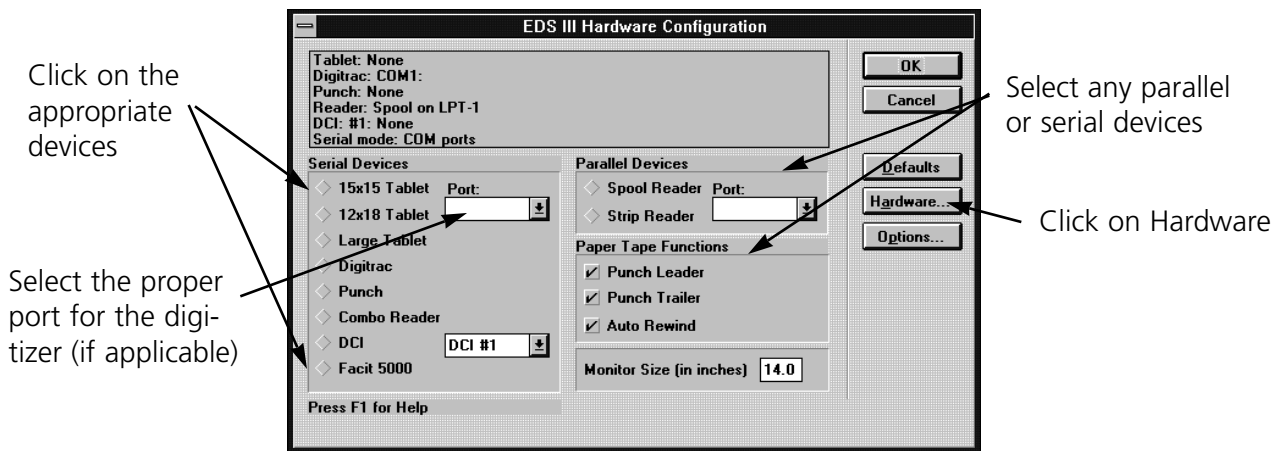 EDS III Hardware Configuration
Tablet: None
Digitrac: COM1:
Punch: None
Reader: Spool on LPT-1
DCI: #1: None
Serial mode: COM ports
OK
Cancel
Defaults
Hardware...
Options...
Serial Devices
15x15 Tablet
Port:
12x18 Tablet
Large Tablet
Digitrac
Punch
Combo Reader
DCI
DCI #1
Facit 5000
Press F1 for Help
Parallel Devices
Spool Reader
Port:
Strip Reader
Paper Tape Functions
Punch Leader
Punch Trailer
Auto Rewind
Monitor Size (in inches)
14.0
Click on the
appropriate
devices
Select the proper
port for the digi-
tizer (if applicable)
Select any parallel
or serial devices
Click on Hardware